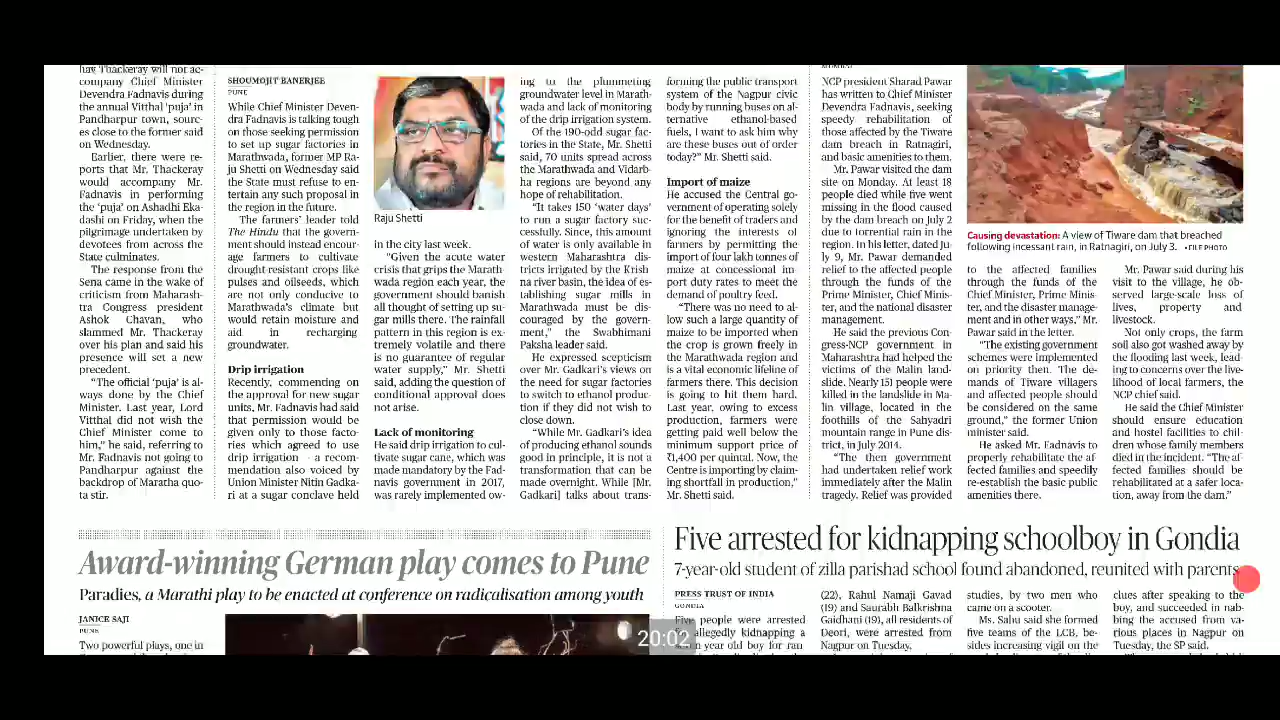 hav Thackeray will not ac-
company Chief Minister
Devendra Fadnavis during
the annual Vitthal 'puja' in
Pandharpur town, sourc-
es close to the former said
on Wednesday.
Earlier, there were re-
ports that Mr. Thackeray
would accompany Mr.
Fadnavis in performing
the 'puja' on Ashadhi Eka-
dashi on Friday, when the
pilgrimage undertaken by
devotees from across the
State culminates.
The response from the
Sena came in the wake of
criticism from Maharash-
tra Congress president
Ashok Chavan, who
slammed Mr. Thackeray
over his plan and said his
presence will set a new
precedent.
"The official 'puja' is al-
ways done by the Chief
Minister. Last year, Lord
Vitthal did not wish the
Chief Minister come to
him," he said, referring to
Mr. Fadnavis not going to
Pandharpur against the
backdrop of Maratha quo-
ta stir.
SHOUMOJIT BANERJEE
PUNE
While Chief Minister Deven-
dra Fadnavis is talking tough
on those seeking permission
to set up sugar factories in
Marathwada, former MP Ra-
ju Shetti on Wednesday said
the State must refuse to en-
tertain any such proposal in
the region in the future.
The farmers' leader told
The Hindu that the govern-
ment should instead encour-
age farmers to cultivate
drought-resistant crops like
pulses and oilseeds, which
are not only conducive to
Marathwada's climate but
would retain moisture and
aid in recharging
groundwater.
Drip irrigation
Recently, commenting on
the approval for new sugar
units, Mr. Fadnavis had said
that permission would be
given only to those facto-
ries which agreed to use
drip irrigation - a recom-
mendation also voiced by
Union Minister Nitin Gadka-
ri at a sugar conclave held
Raju Shetti
in the city last week.
"Given the acute water
crisis that grips the Marath-
wada region each year, the
government should banish
all thought of setting up su-
gar mills there. The rainfall
pattern in this region is ex-
tremely volatile and there
is no guarantee of regular
water supply," Mr. Shetti
said, adding the question of
conditional approval does
not arise.
Lack of monitoring
He said drip irrigation to cul-
tivate sugar cane, which was
made mandatory by the Fad-
navis government in 2017,
was rarely implemented ow-
ing to the plummeting
groundwater level in Marath-
wada and lack of monitoring
of the drip irrigation system.
Of the 190-odd sugar fac-
tories in the State, Mr. Shetti
said, 70 units spread across
the Marathwada and Vidarb-
ha regions are beyond any
hope of rehabilitation.
"It takes 150 'water days'
to run a sugar factory suc-
cessfully. Since, this amount
of water is only available in
western Maharashtra dis-
tricts irrigated by the Krish-
na river basin, the idea of es-
tablishing sugar mills in
Marathwada must be dis-
couraged by the govern-
ment," the Swabhimani
Paksha leader said.
He expressed scepticism
over Mr. Gadkari's views on
the need for sugar factories
to switch to ethanol produc-
tion if they did not wish to
close down.
"While Mr. Gadkari's idea
of producing ethanol sounds
good in principle, it is not a
transformation that can be
made overnight. While [Mr.
Gadkari] talks about trans-
forming the public transport
system of the Nagpur civic
body by running buses on al-
ternative ethanol-based
fuels, I want to ask him why
are these buses out of order
today?" Mr. Shetti said.
Import of maize
He accused the Central go-
vernment of operating solely
for the benefit of traders and
ignoring the interests of
farmers by permitting the
import of four lakh tonnes of
maize at concessional im-
port duty rates to meet the
demand of poultry feed.
"There was no need to al-
low such a large quantity of
maize to be imported when
the crop is grown freely in
the Marathwada region and
is a vital economic lifeline of
farmers there. This decision
is going to hit them hard.
Last year, owing to excess
production, farmers were
getting paid well below the
minimum support price of
₹1,400 per quintal. Now, the
Centre is importing by claim-
ing shortfall in production,"
Mr. Shetti said.
NCP president Sharad Pawar
has written to Chief Minister
Devendra Fadnavis, seeking
speedy rehabilitation of
those affected by the Tiware
dam breach in Ratnagiri,
and basic amenities to them.
Mr. Pawar visited the dam
site on Monday. At least 18
people died while five went
missing in the flood caused
by the dam breach on July 2
due to torrential rain in the
region. In his letter, dated Ju-
ly 9, Mr. Pawar demanded
relief to the affected people
through the funds of the
Prime Minister, Chief Minis-
ter, and the national disaster
management.
He said the previous Con-
gress-NCP government in
Maharashtra had helped the
victims of the Malin land-
slide. Nearly 151 people were
killed in the landslide in Ma-
lin village, located in the
foothills of the Sahyadri
mountain range in Pune dis-
trict, in July 2014.
"The then government
had undertaken relief work
immediately after the Malin
tragedy. Relief was provided
Causing devastation: A view of Tiware dam that breached
following incessant rain, in Ratnagiri, on July 3. •FILE PHOTO
to the affected families
through the funds of the
Chief Minister, Prime Minis-
ter, and the disaster manage-
ment and in other ways," Mr.
Pawar said in the letter.
"The existing government
schemes were implemented
on priority then. The de-
mands of Tiware villagers
and affected people should
be considered on the same
ground," the former Union
minister said.
He asked Mr. Fadnavis to
properly rehabilitate the af-
fected families and speedily
re-establish the basic public
amenities there.
Mr. Pawar said during his
visit to the village, he ob-
served large-scale loss of
lives, property and
livestock.
Not only crops, the farm
soil also got washed away by
the flooding last week, lead-
ing to concerns over the live-
lihood of local farmers, the
NCP chief said.
He said the Chief Minister
should ensure education
and hostel facilities to chil-
dren whose family members
died in the incident. "The af-
fected families should be
rehabilitated at a safer loca-
tion, away from the dam."
Award-winning German play comes to Pune
Paradies, a Marathi play to be enacted at conference on radicalisation among youth
JANICE SAJI
PUNE
Two powerful plays, one in
Five arrested for kidnapping schoolboy in Gondia
7-year-old student of zilla parishad school found abandoned, reunited with parents
PRESS TRUST OF INDIA
GONDIA
Five people were arrested
allegedly kidnapping a
year old boy for ran
(22), Rahul Namaji Gavad
(19) and Saurabh Balkrishna
Gaidhani (19), all residents of
Deori, were arrested from
Nagpur on Tuesday,
studies, by two men who
came on a scooter.
Ms. Sahu said she formed
five teams of the LCB, be-
sides increasing vigil on the
clues after speaking to the
boy, and succeeded in nab-
bing the accused from va-
rious places in Nagpur on
Tuesday, the SP said.
20:02